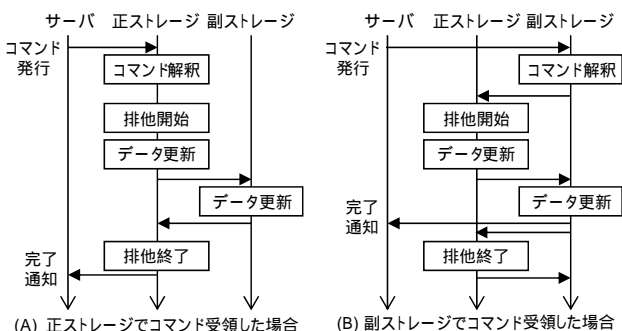 サーバ 正ストレージ 副ストレージ
コマンド
発行
コマンド解釈
排他開始
データ更新
データ更新
排他終了
完了
通知
(A) 正ストレージでコマンド受領した場合
サーバ 正ストレージ 副ストレージ
コマンド
発行
コマンド解釈
排他開始
データ更新
データ更新
完了
通知
排他終了
(B) 副ストレージでコマンド受領した場合